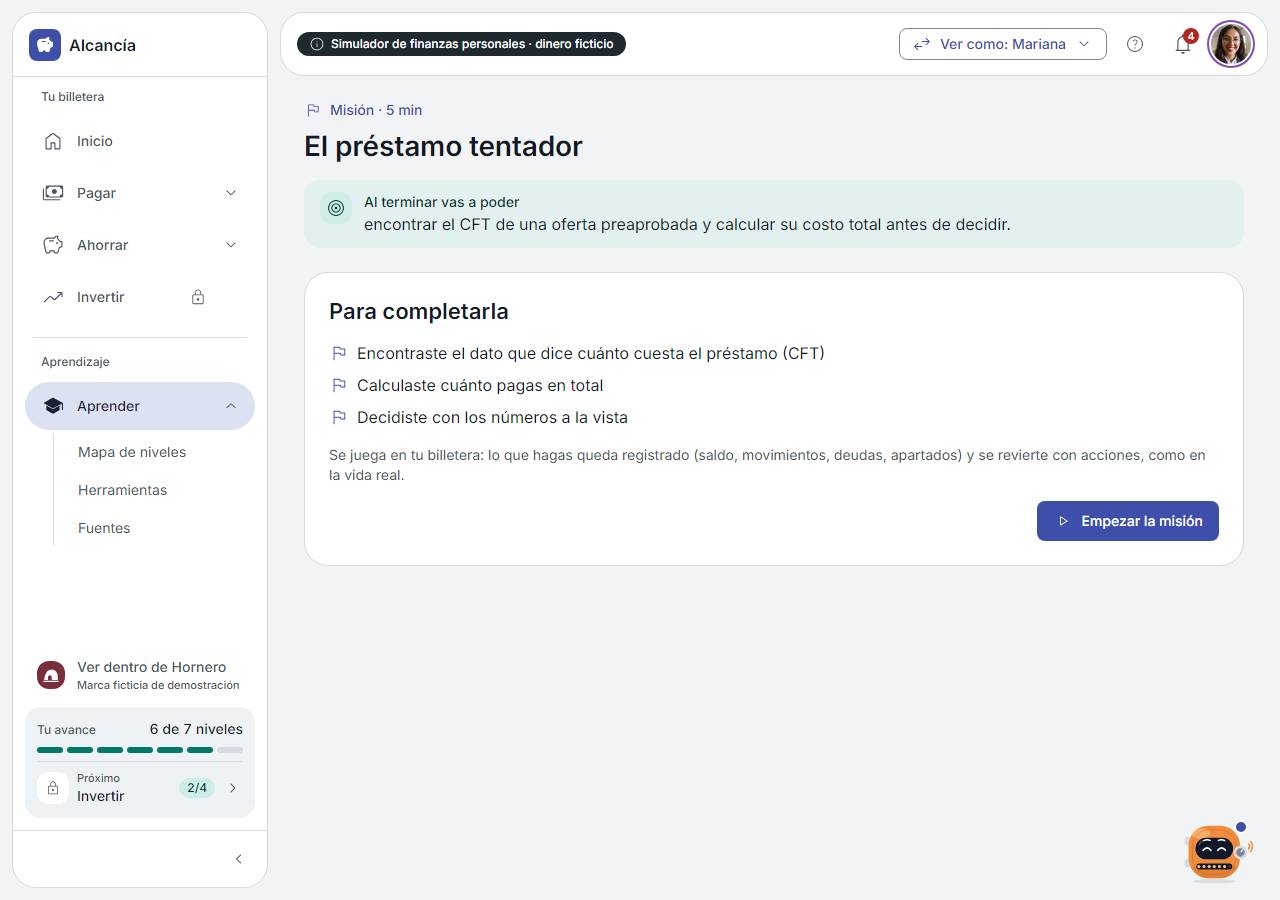 Alcancía
Simulador de finanzas personales · dinero ficticio
Ver como: Mariana
4
Tu billetera
Inicio
Pagar
Ahorrar
Invertir
Aprendizaje
Aprender
Mapa de niveles
Herramientas
Fuentes
Ver dentro de Hornero
Marca ficticia de demostración
Tu avance
6 de 7 niveles
Próximo
Invertir
2/4
Misión · 5 min
El préstamo tentador
Al terminar vas a poder
encontrar el CFT de una oferta preaprobada y calcular su costo total antes de decidir.
Para completarla
Encontraste el dato que dice cuánto cuesta el préstamo (CFT)
Calculaste cuánto pagas en total
Decidiste con los números a la vista
Se juega en tu billetera: lo que hagas queda registrado (saldo, movimientos, deudas, apartados) y se revierte con acciones, como en
la vida real.
Empezar la misión